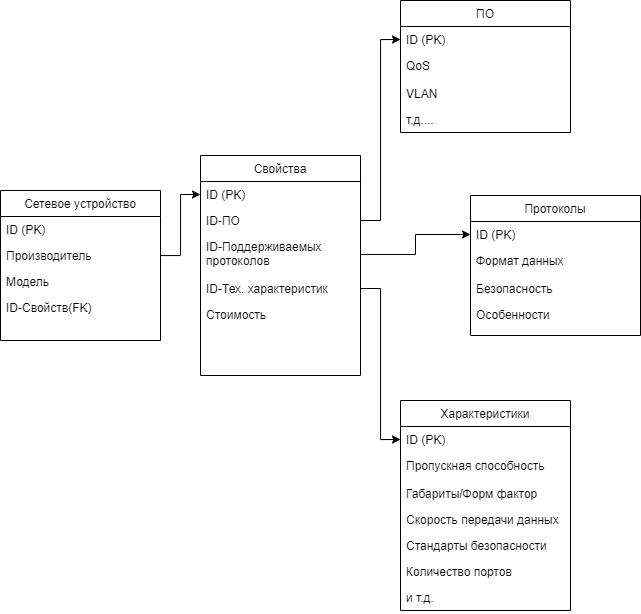 ПО
ID (PK)
QoS
VLAN
т.д....
Свойства
ID (PK)
ID-ПО
ID-Поддерживаемых
протоколов
ID-Тех. характеристик
Стоимость
Сетевое устройство
ID (PK)
Производитель
Модель
ID-Свойств(FK)
Протоколы
ID (PK)
Формат данных
Безопасность
Особенности
Характеристики
ID (PK)
Пропускная способность
Габариты/Форм фактор
Скорость передачи данных
Стандарты безопасности
Количество портов
и т.д.